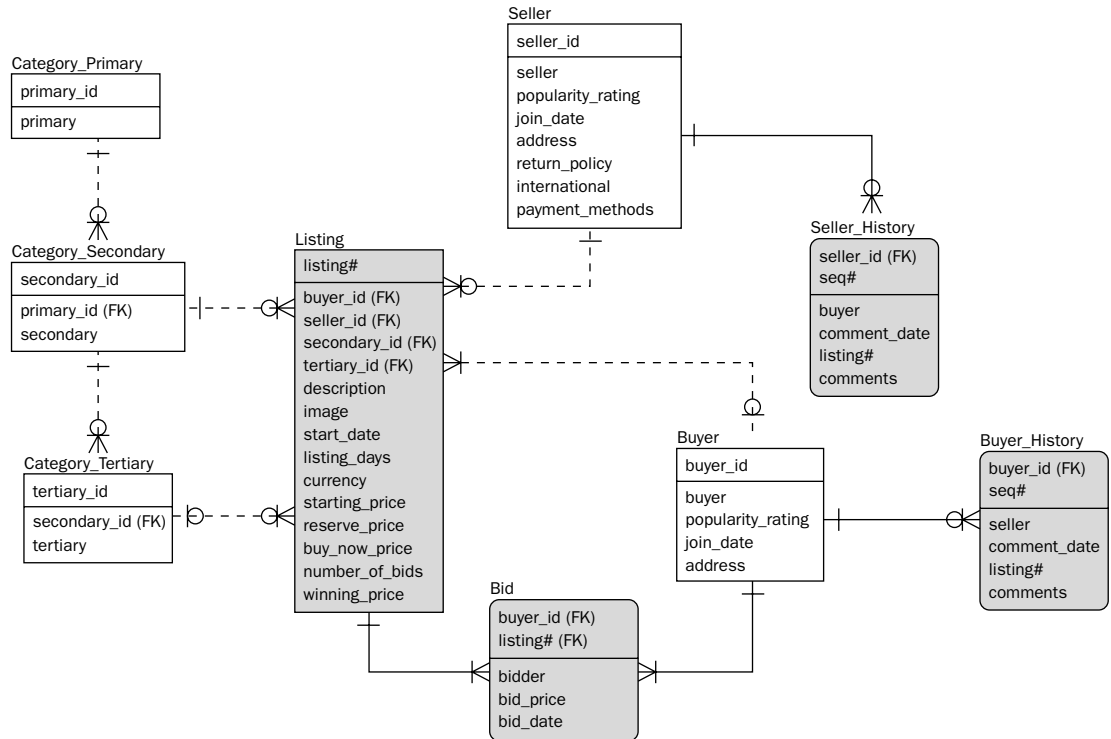 Category_Primary
primary_id
primary
Category_Secondary
secondary_id
primary_id (FK)
secondary
Category_Tertiary
tertiary_id
secondary_id (FK)
tertiary
Listing
listing#
buyer_id (FK)
seller_id (FK)
secondary_id (FK)
tertiary_id (FK)
description
image
start_date
listing_days
currency
starting_price
reserve_price
buy_now_price
number_of_bids
winning_price
Seller
seller_id
seller
popularity_rating
join_date
address
return_policy
international
payment_methods
Seller_History
seller_id (FK)
seq#
buyer
comment_date
listing#
comments
Buyer
buyer_id
buyer
popularity_rating
join_date
address
Buyer_History
buyer_id (FK)
seq#
seller
comment_date
listing#
comments
Bid
buyer_id (FK)
listing# (FK)
bidder
bid_price
bid_date